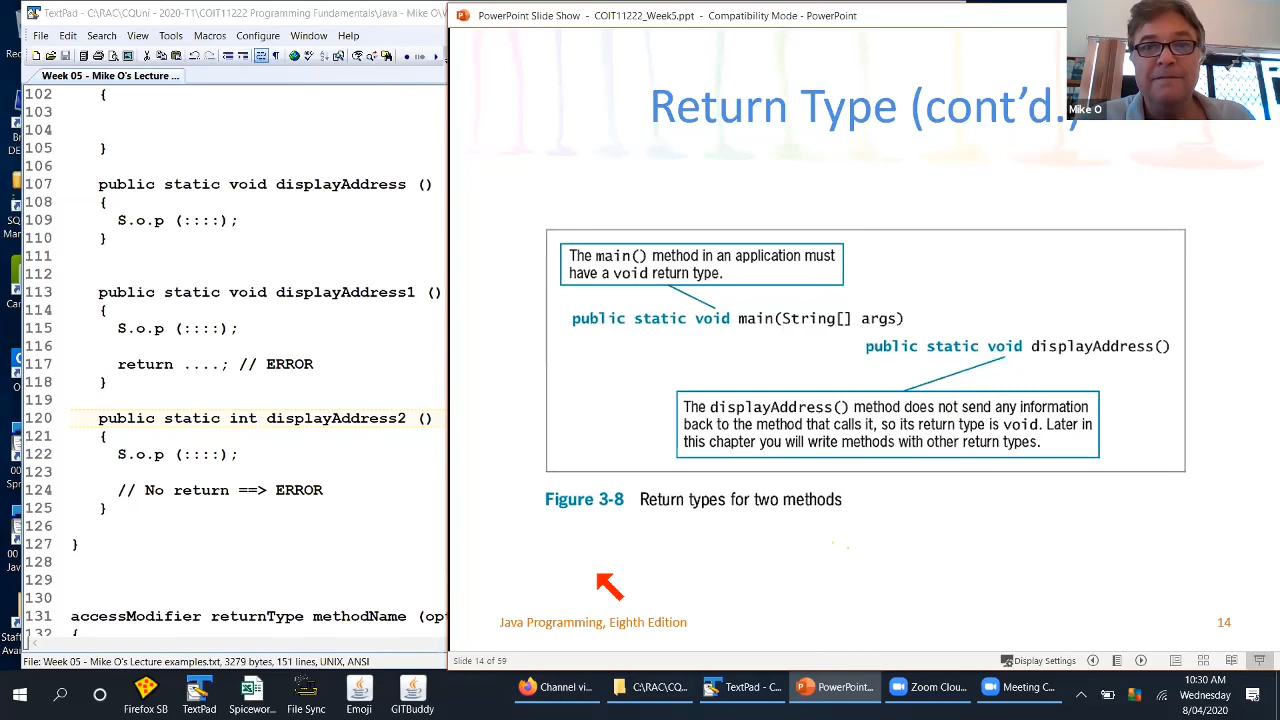 TextPad - C:\RAC\CQUni - 2020-T1\COIT11222 Programming Fundamentals\Java - Mike O
File Edit Search View Tools Macros Configure Window Help
Week 05 - Mike O's Lecture ...
102 {
103
104
105 }
106
107 public static void displayAddress ()
108 {
109 S.o.p (::::);
110 }
111
112
113 public static void displayAddress1 ()
114 {
115 S.o.p (::::);
116
117 return ....; // ERROR
118 }
119
120 public static int displayAddress2 ()
121 {
122 S.o.p (::::);
123
124 // No return ==> ERROR
125 }
126
127 }
128
129
130
131 accessModifier returnType methodName (op
132 {
File: Week 05 - Mike O's Lecture examples.txt, 3279 bytes, 151 lines, UNIX, ANSI
PowerPoint Slide Show - COIT11222_Week5.ppt - Compatibility Mode - PowerPoint
Mike O
Return Type (cont’d.)
The main() method in an application must
have a void return type.
public static void main(String[] args)
public static void displayAddress()
The displayAddress() method does not send any information
back to the method that calls it, so its return type is void. Later in
this chapter you will write methods with other return types.
Figure 3-8 Return types for two methods
Java Programming, Eighth Edition
14
Slide 14 of 59
Display Settings
Firefox SB
TextPad
Spicewor...
File Sync
Emoji
GITBuddy
Channel vi...
C:\RAC\CQ...
TextPad - C...
PowerPoint...
Zoom Clou...
Meeting C...
10:30 AM
Wednesday
8/04/2020